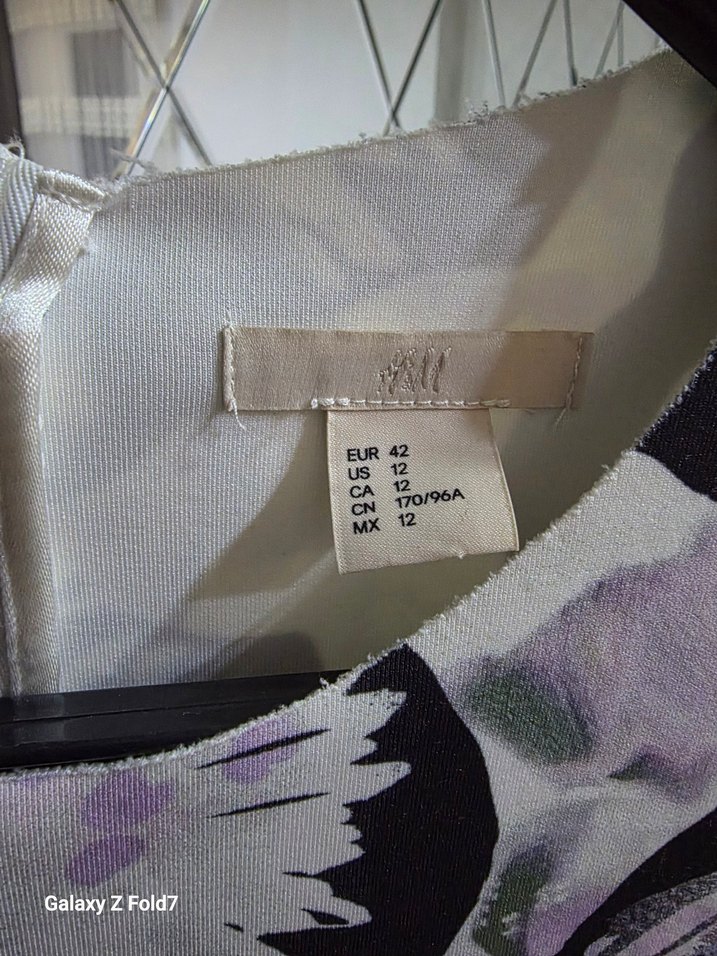 H&M
EUR 42
US 12
CA 12
CN 170/96A
MX 12
Galaxy Z Fold7